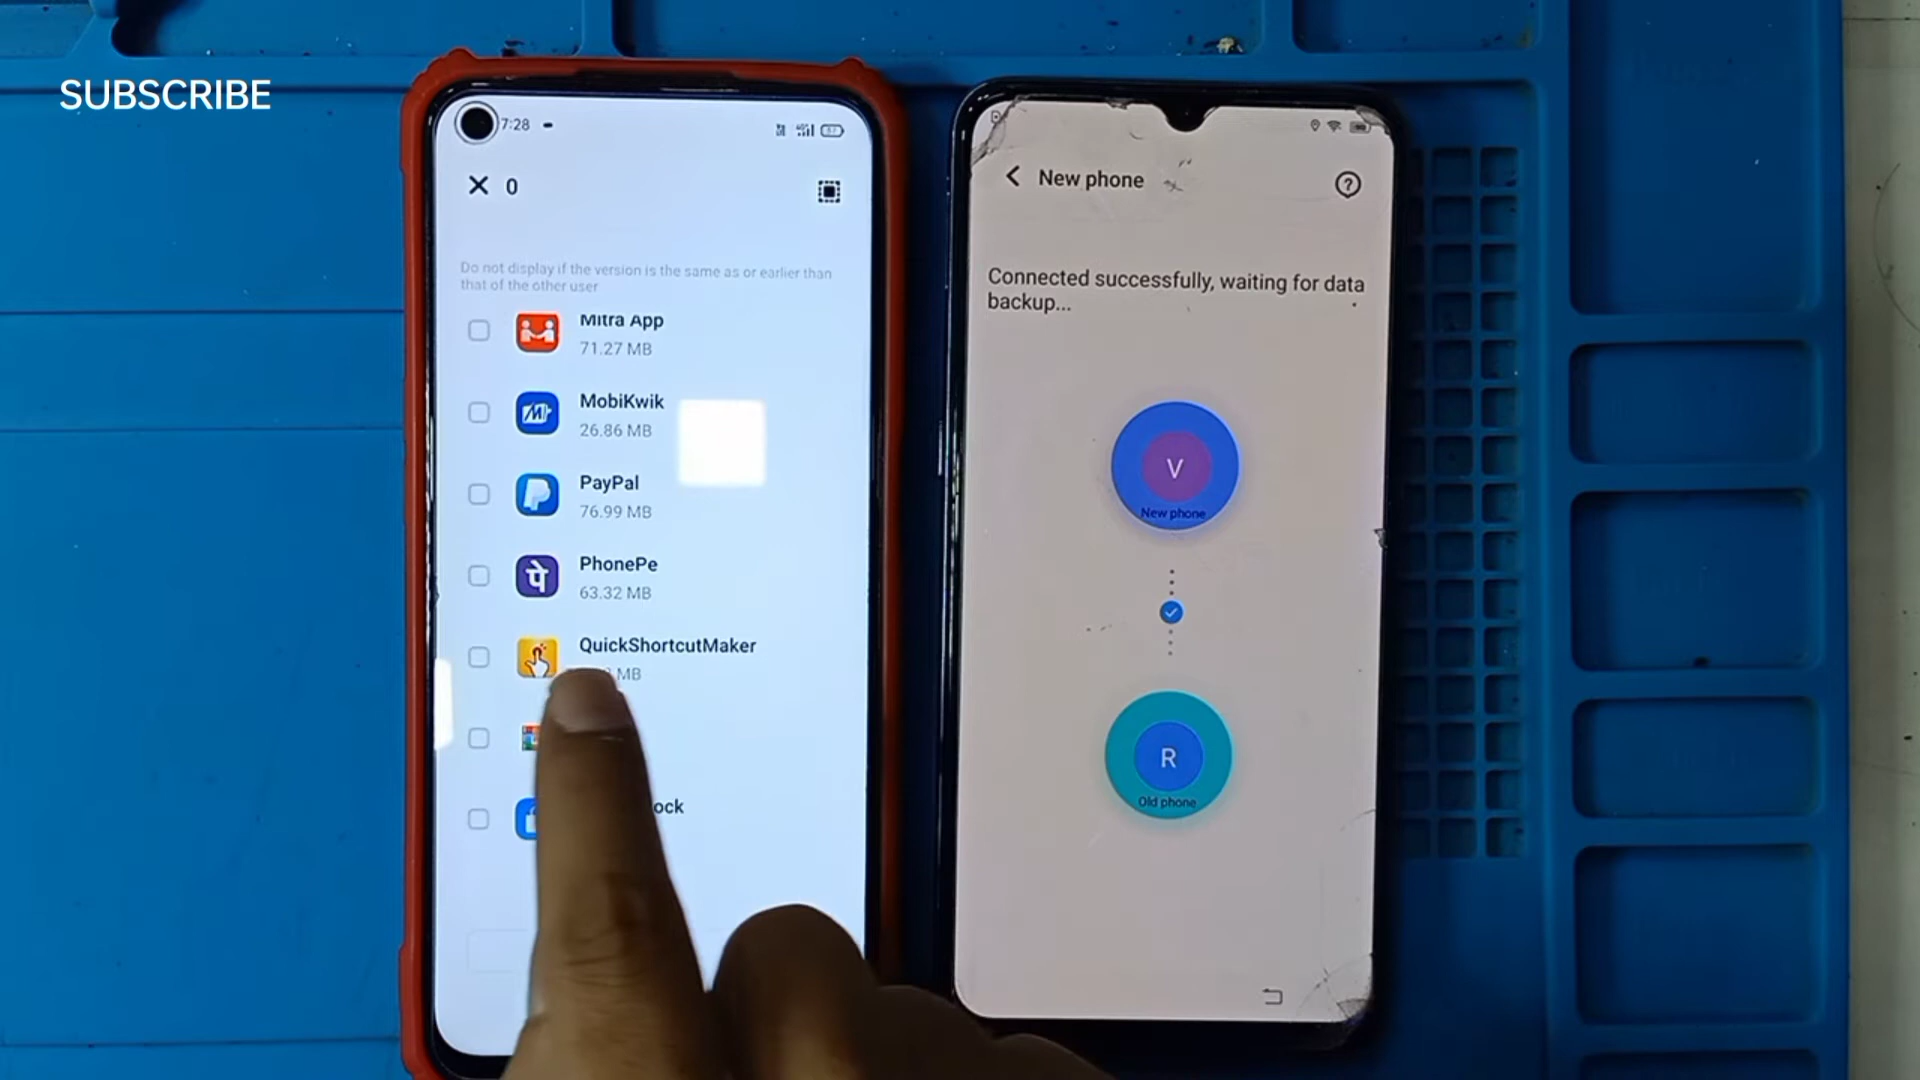 SUBSCRIBE
7:28
0
Do not display if the version is the same as or earlier than
that of the other user
Mitra App
71.27 MB
MobiKwik
26.86 MB
PayPal
76.99 MB
पे
PhonePe
63.32 MB
QuickShortcutMaker
MB
ock
New phone
?
Connected successfully, waiting for data
backup...
V
New phone
R
Old phone